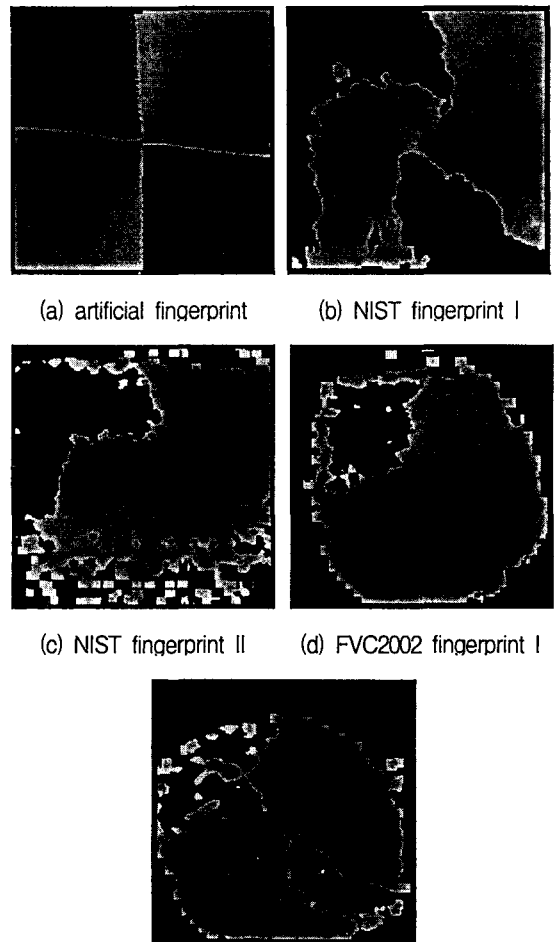 (a) artificial fingerprint
(b) NIST fingerprint I
(c) NIST fingerprint II
(d) FVC2002 fingerprint I